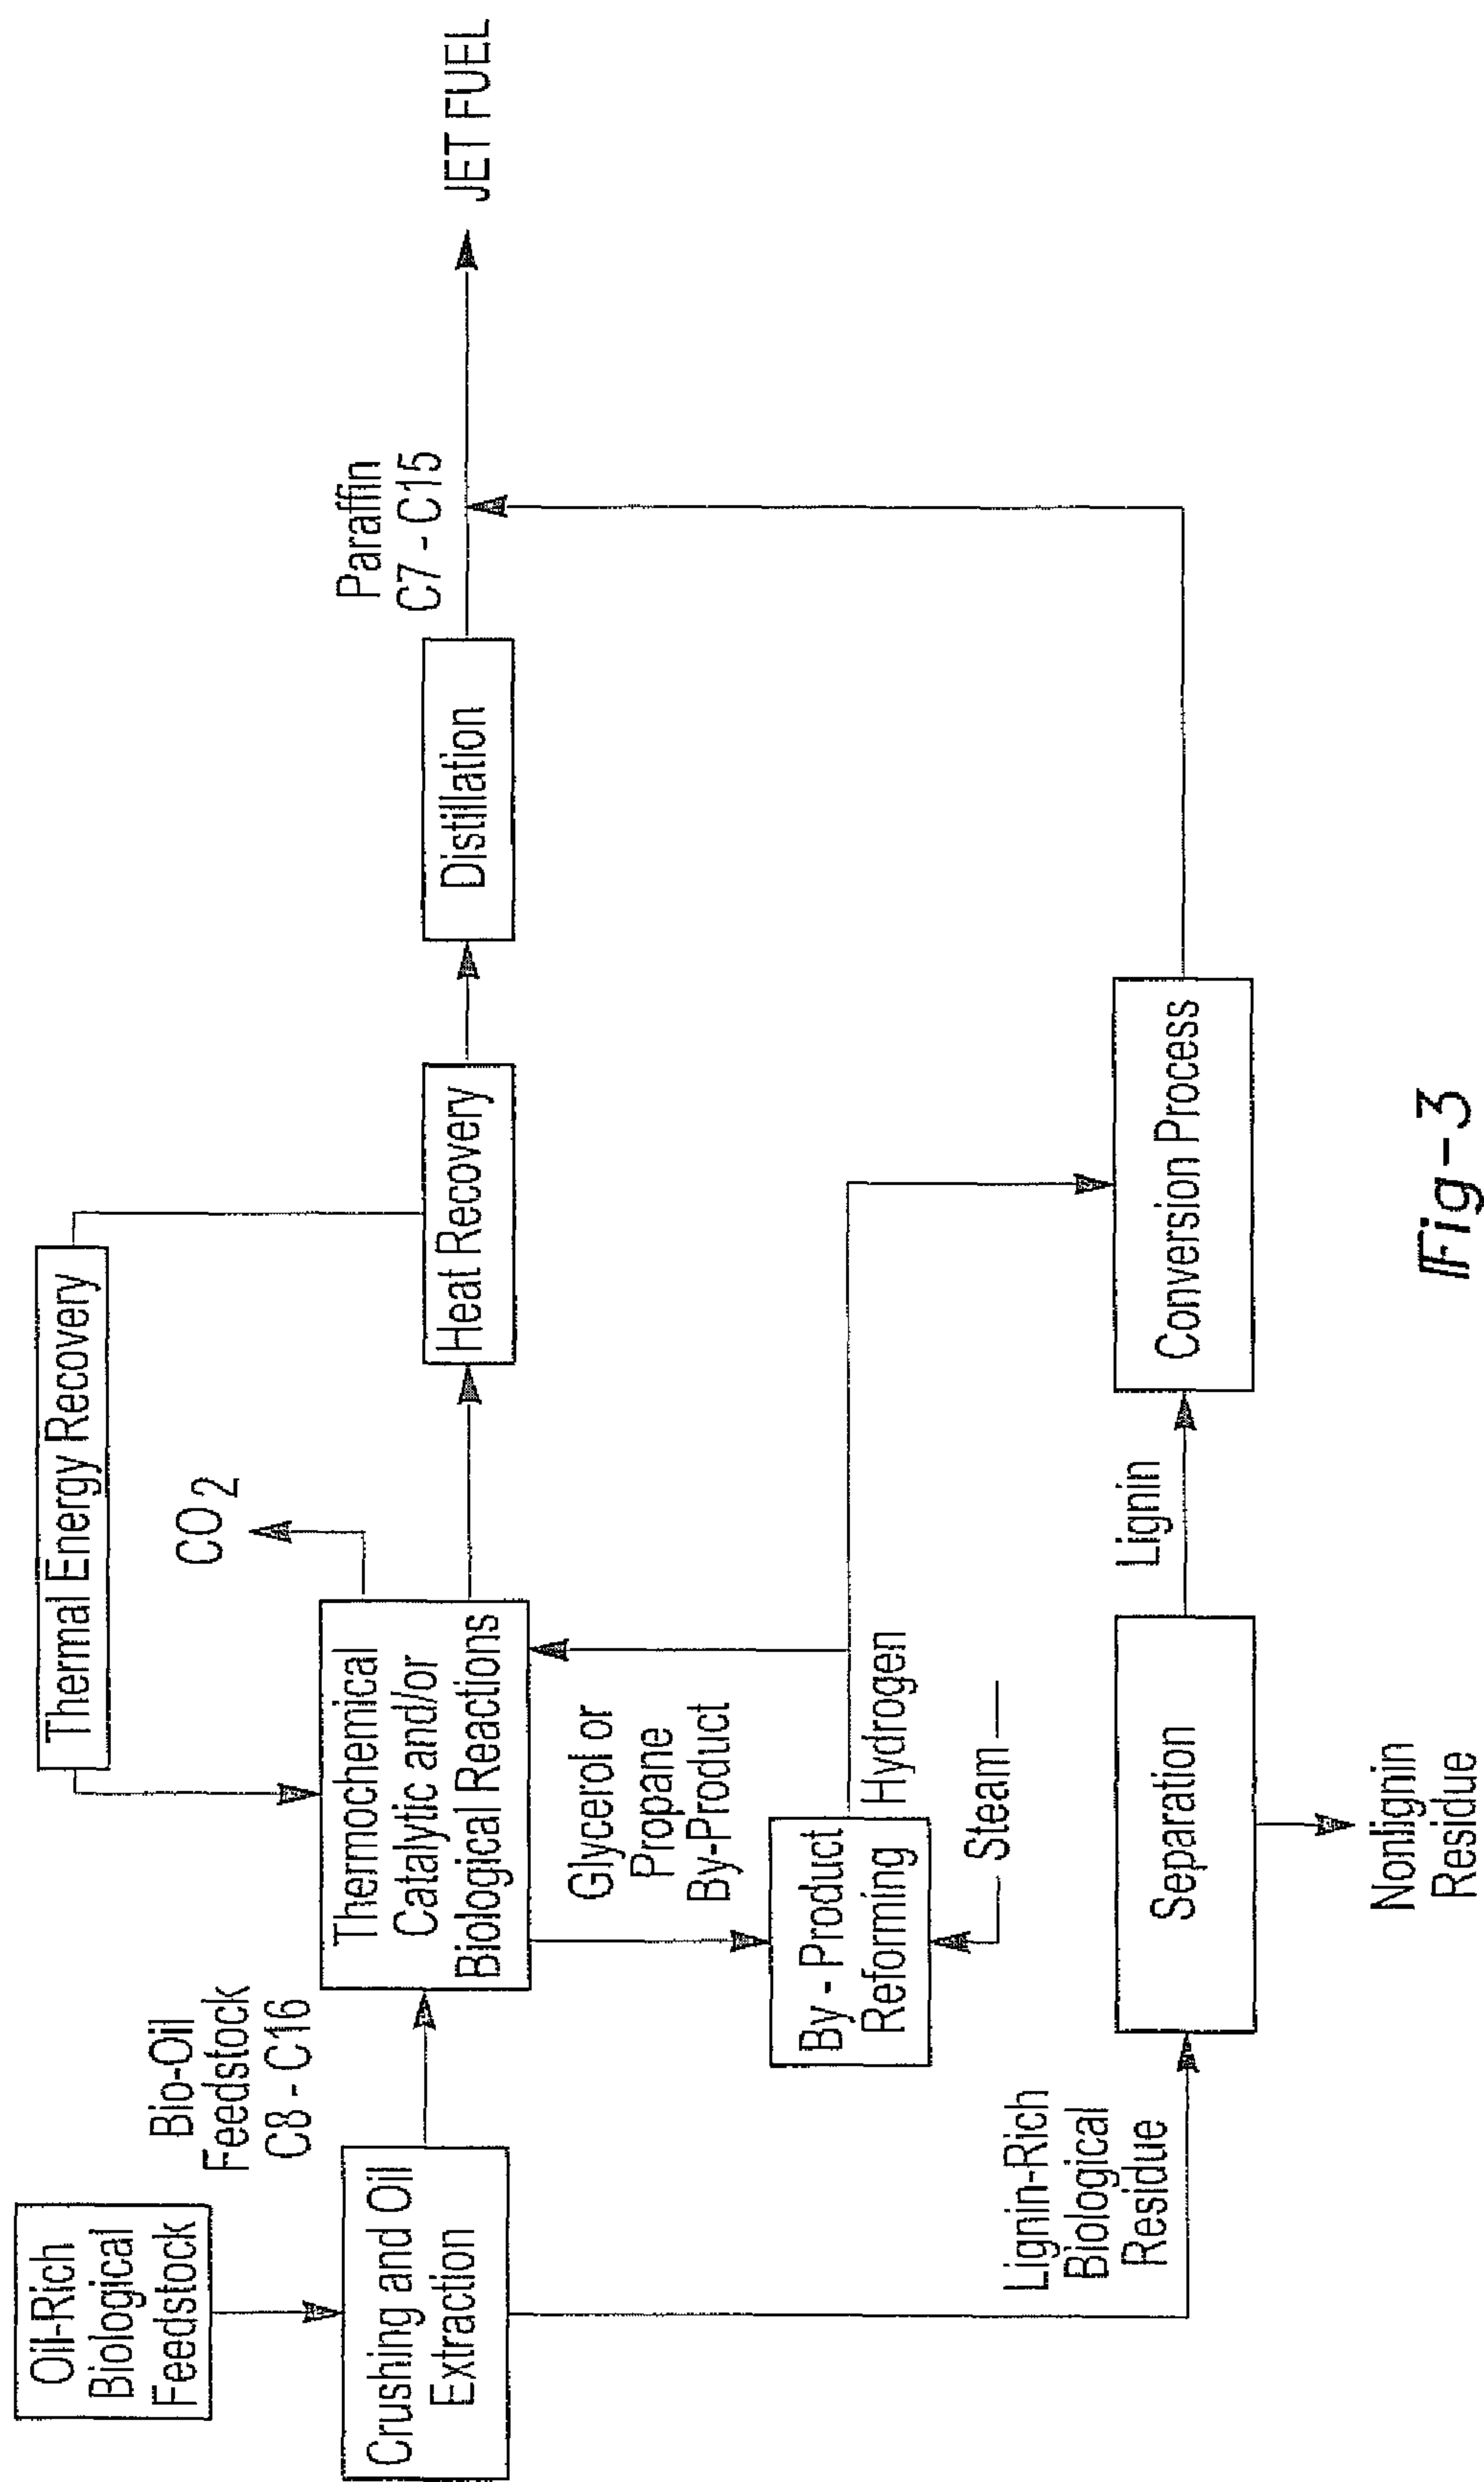 Oil-Rich
Biological
Feedstock
Crushing and Oil
Extraction
Bio-Oil
Feedstock
C8 - C16
Thermal Energy Recovery
CO2
Thermochemical
Catalytic and/or
Biological Reactions
Heat Recovery
Distillation
Paraffin
C7 - C15
JET FUEL
Glycerol or
Propane
By-Product
By - Product
Reforming
Hydrogen
Steam
Lignin-Rich
Biological
Residue
Separation
Lignin
Conversion Process
Nonlignin
Residue
Fig-3